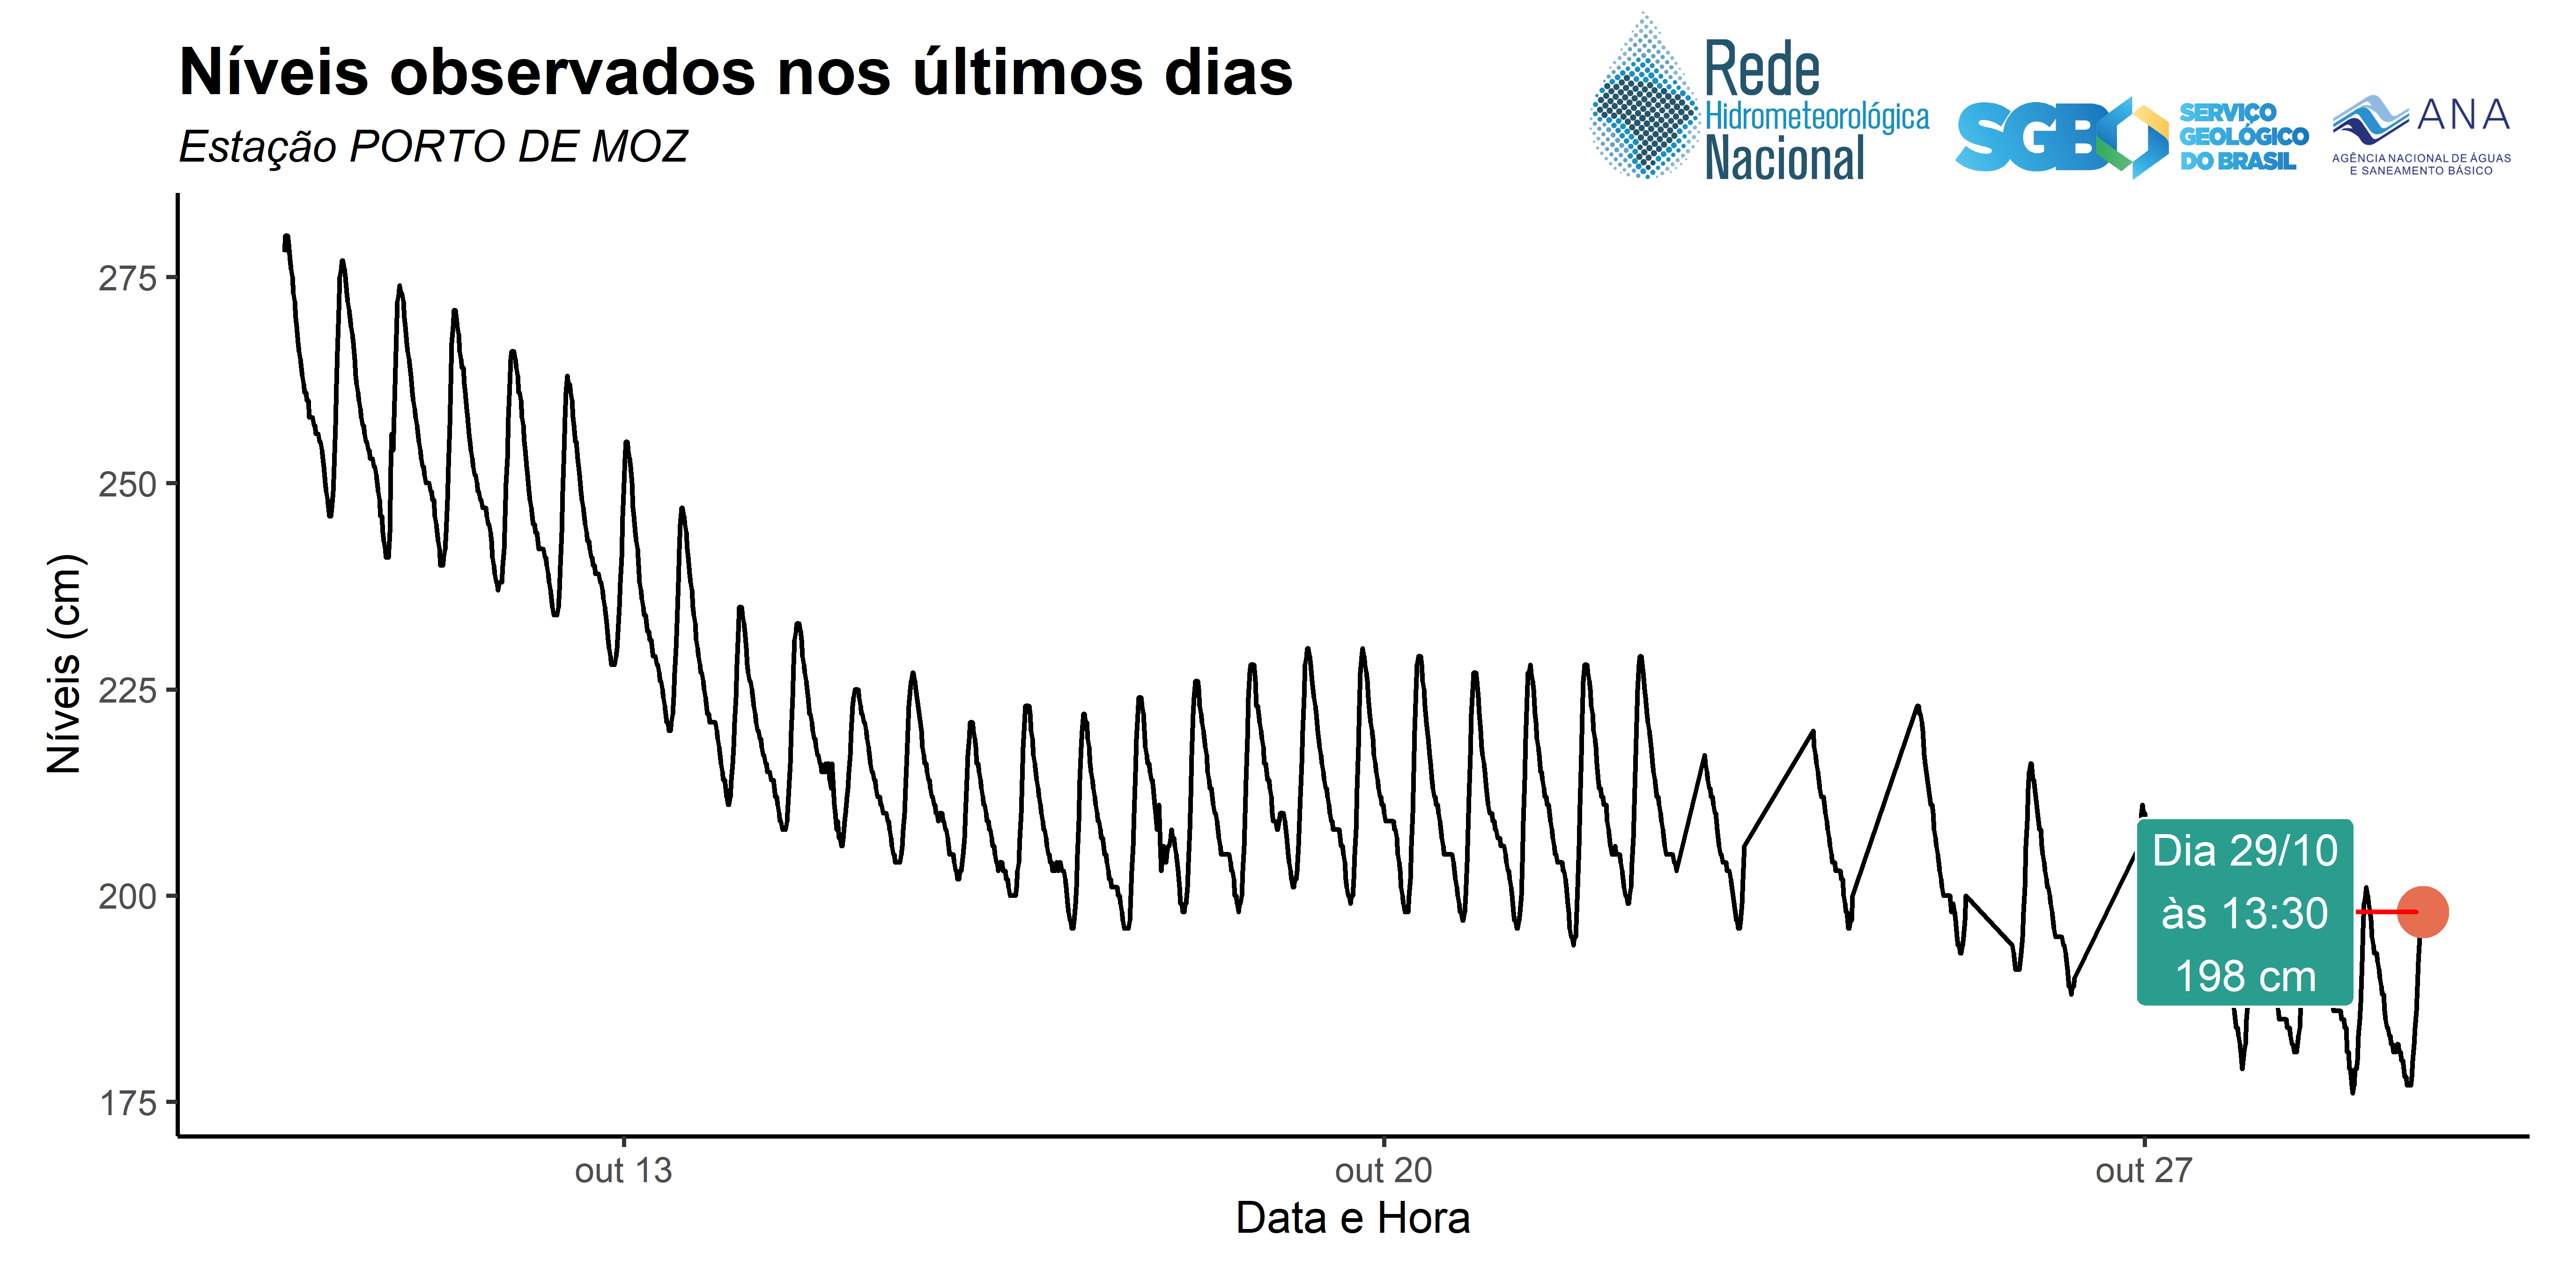 Níveis observados nos últimos dias
Estação PORTO DE MOZ
Rede
Hidrometeorológica
Nacional
SGB
SERVIÇO
GEOLÓGICO
DO BRASIL
ANA
AGÊNCIA NACIONAL DE ÁGUAS
E SANEAMENTO BÁSICO
Níveis (cm)
275
250
225
200
175
Dia 29/10
às 13:30
198 cm
out 13
out 20
out 27
Data e Hora